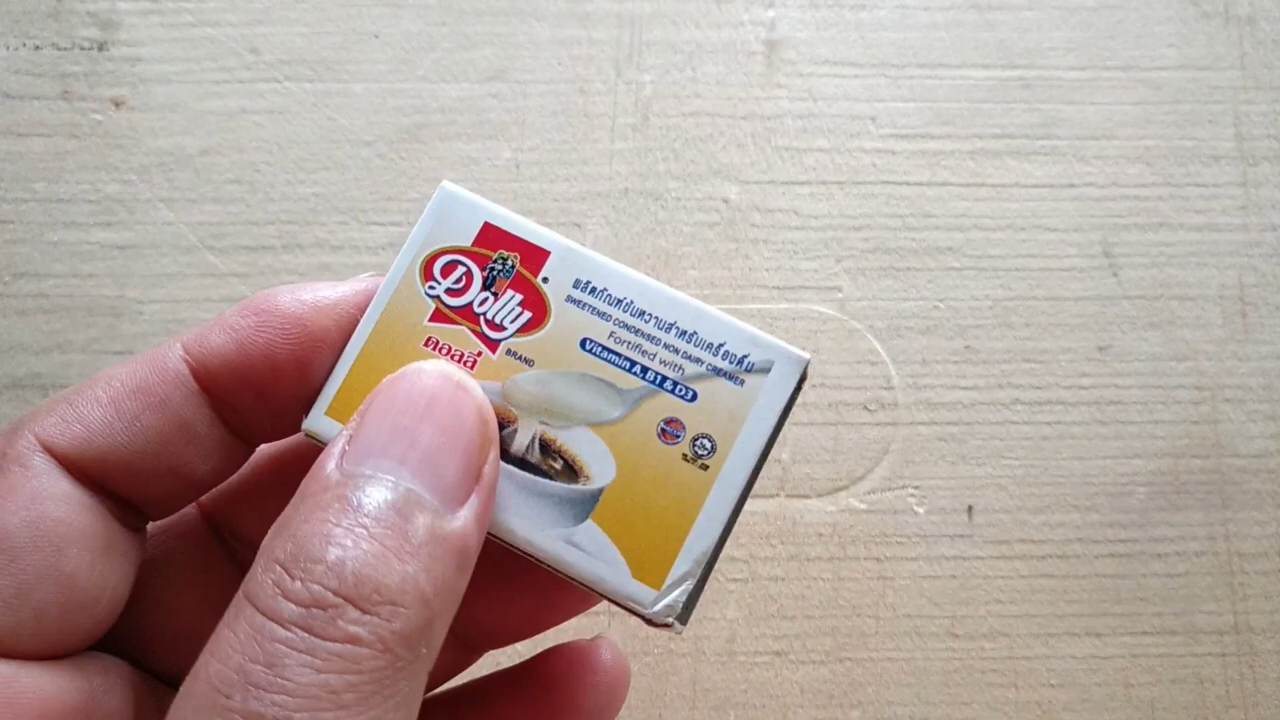 Dolly
®
ดอลลี่
BRAND
ผลิตภัณฑ์ข้นหวานสำหรับเครื่องดื่ม
SWEETENED CONDENSED NON DAIRY CREAMER
Fortified with
Vitamin A, B1 & D3